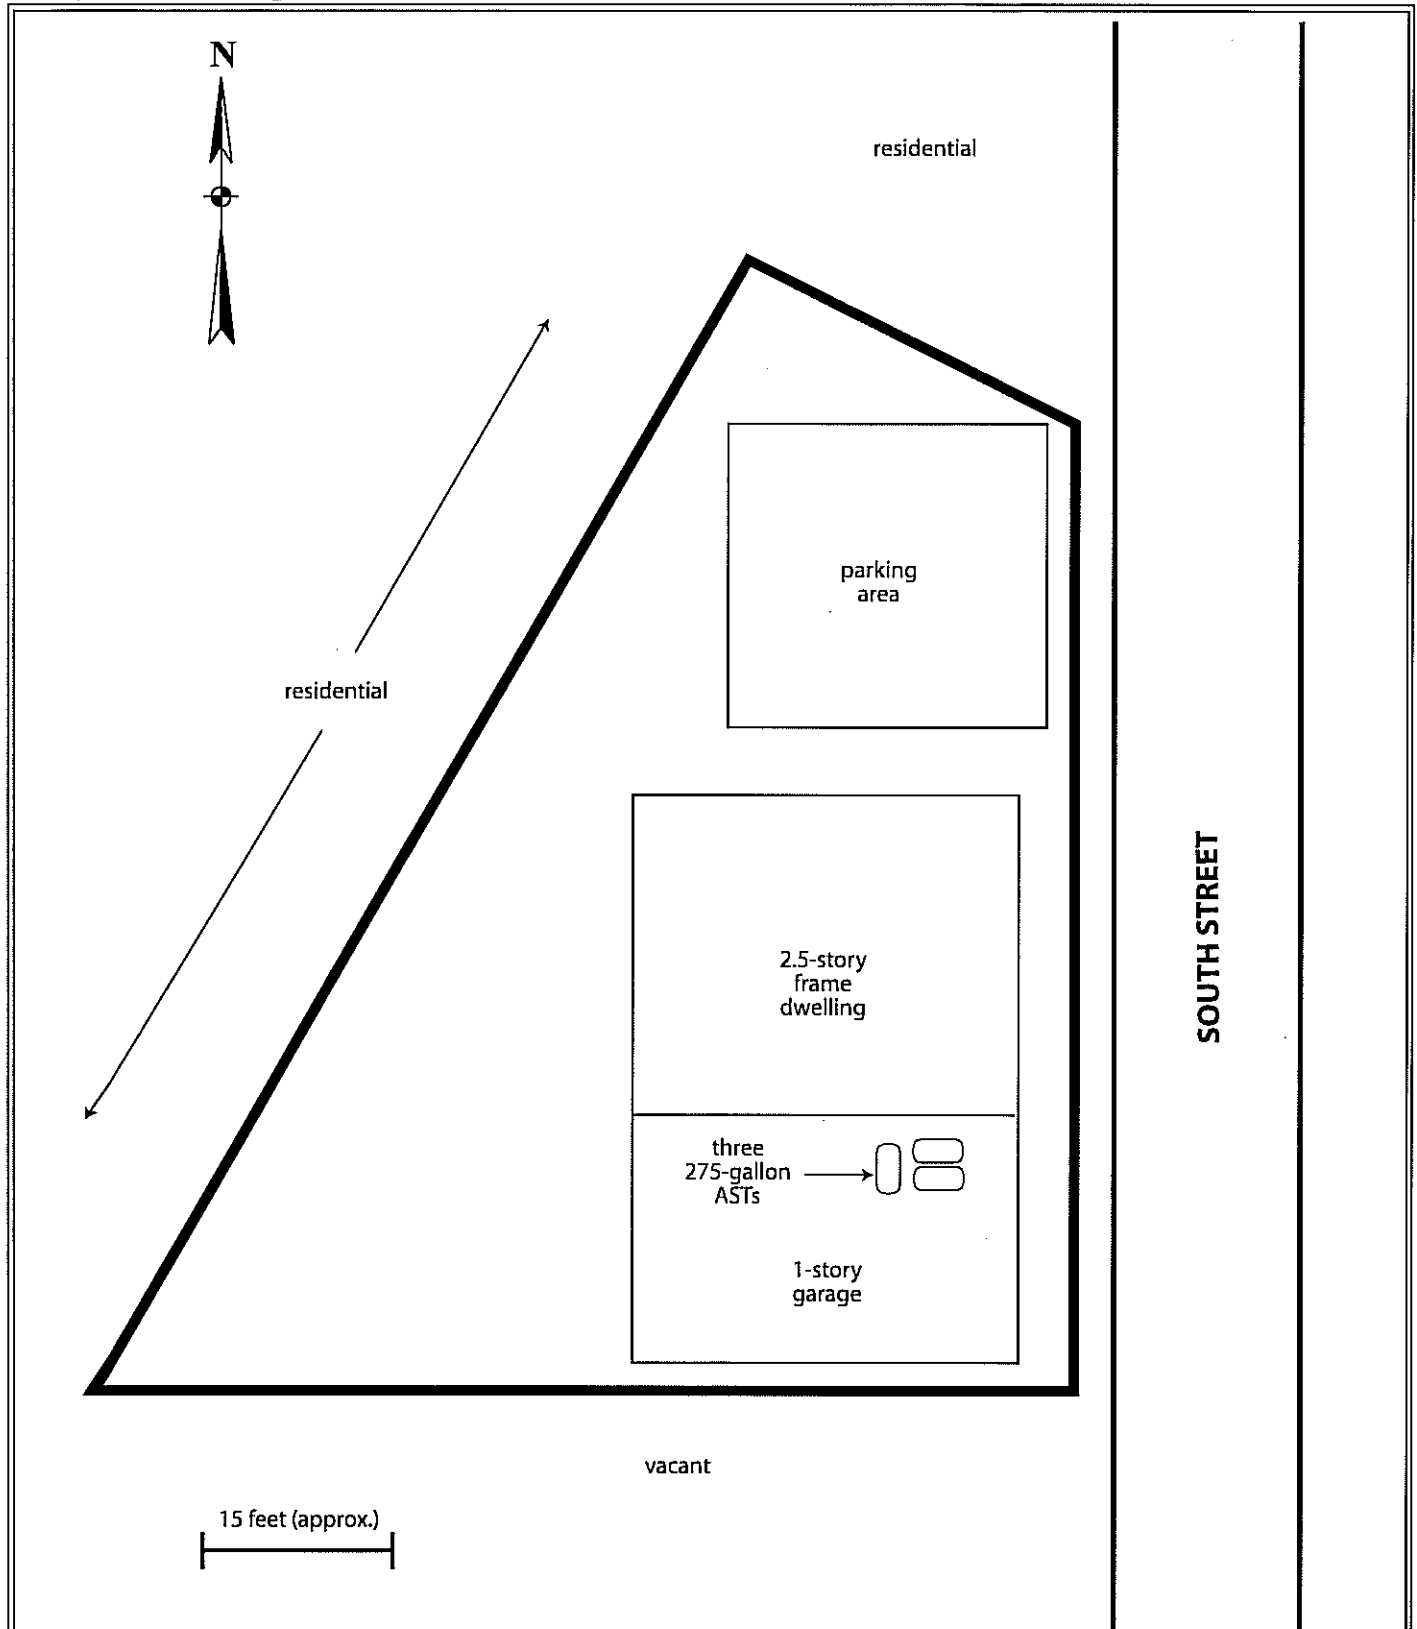 N
residential
parking
area
residential
2.5-story
frame
dwelling
SOUTH STREET
three
275-gallon
ASTs
1-story
garage
vacant
15 feet (approx.)